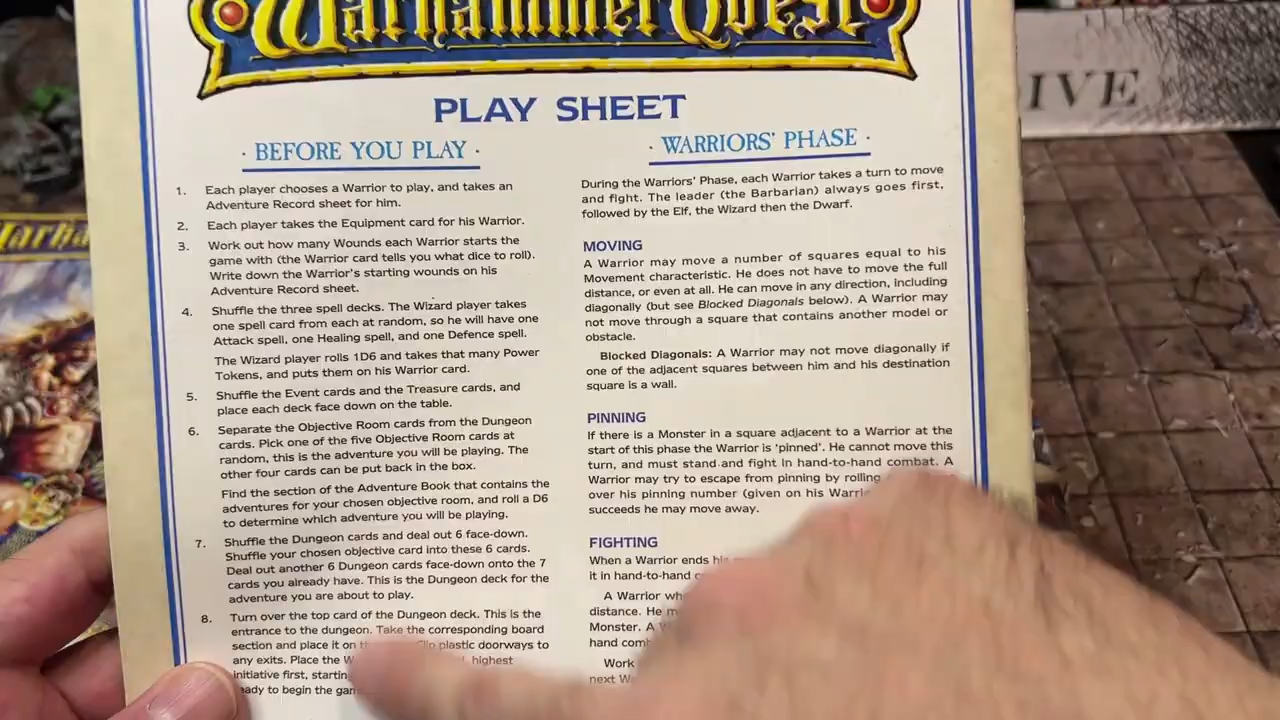 Warhammer Quest
PLAY SHEET
· BEFORE YOU PLAY ·
1. Each player chooses a Warrior to play, and takes an
Adventure Record sheet for him.
2. Each player takes the Equipment card for his Warrior.
3. Work out how many Wounds each Warrior starts the
game with (the Warrior card tells you what dice to roll).
Write down the Warrior's starting wounds on his
Adventure Record sheet.
4. Shuffle the three spell decks. The Wizard player takes
one spell card from each at random, so he will have one
Attack spell, one Healing spell, and one Defence spell.
The Wizard player rolls 1D6 and takes that many Power
Tokens, and puts them on his Warrior card.
5. Shuffle the Event cards and the Treasure cards, and
place each deck face down on the table.
6. Separate the Objective Room cards from the Dungeon
cards. Pick one of the five Objective Room cards at
random, this is the adventure you will be playing. The
other four cards can be put back in the box.
Find the section of the Adventure Book that contains the
adventures for your chosen objective room, and roll a D6
to determine which adventure you will be playing.
7. Shuffle the Dungeon cards and deal out 6 face-down.
Shuffle your chosen objective card into these 6 cards.
Deal out another 6 Dungeon cards face-down onto the 7
cards you already have. This is the Dungeon deck for the
adventure you are about to play.
8. Turn over the top card of the Dungeon deck. This is the
entrance to the dungeon. Take the corresponding board
section and place it on plastic doorways to
any exits. Place the highest
initiative first, starting
ready to begin the
· WARRIORS' PHASE ·
During the Warriors' Phase, each Warrior takes a turn to move
and fight. The leader (the Barbarian) always goes first,
followed by the Elf, the Wizard then the Dwarf.
MOVING
A Warrior may move a number of squares equal to his
Movement characteristic. He does not have to move the full
distance, or even at all. He can move in any direction, including
diagonally (but see Blocked Diagonals below). A Warrior may
not move through a square that contains another model or
obstacle.
Blocked Diagonals: A Warrior may not move diagonally if
one of the adjacent squares between him and his destination
square is a wall.
PINNING
If there is a Monster in a square adjacent to a Warrior at the
start of this phase the Warrior is 'pinned'. He cannot move this
turn, and must stand and fight in hand-to-hand combat. A
Warrior may try to escape from pinning by rolling
over his pinning number (given on his
succeeds he may move away.
FIGHTING
When a Warrior ends his
it in hand-to-hand
A Warrior
distance. He
Monster. A
hand
Work
next
IVE